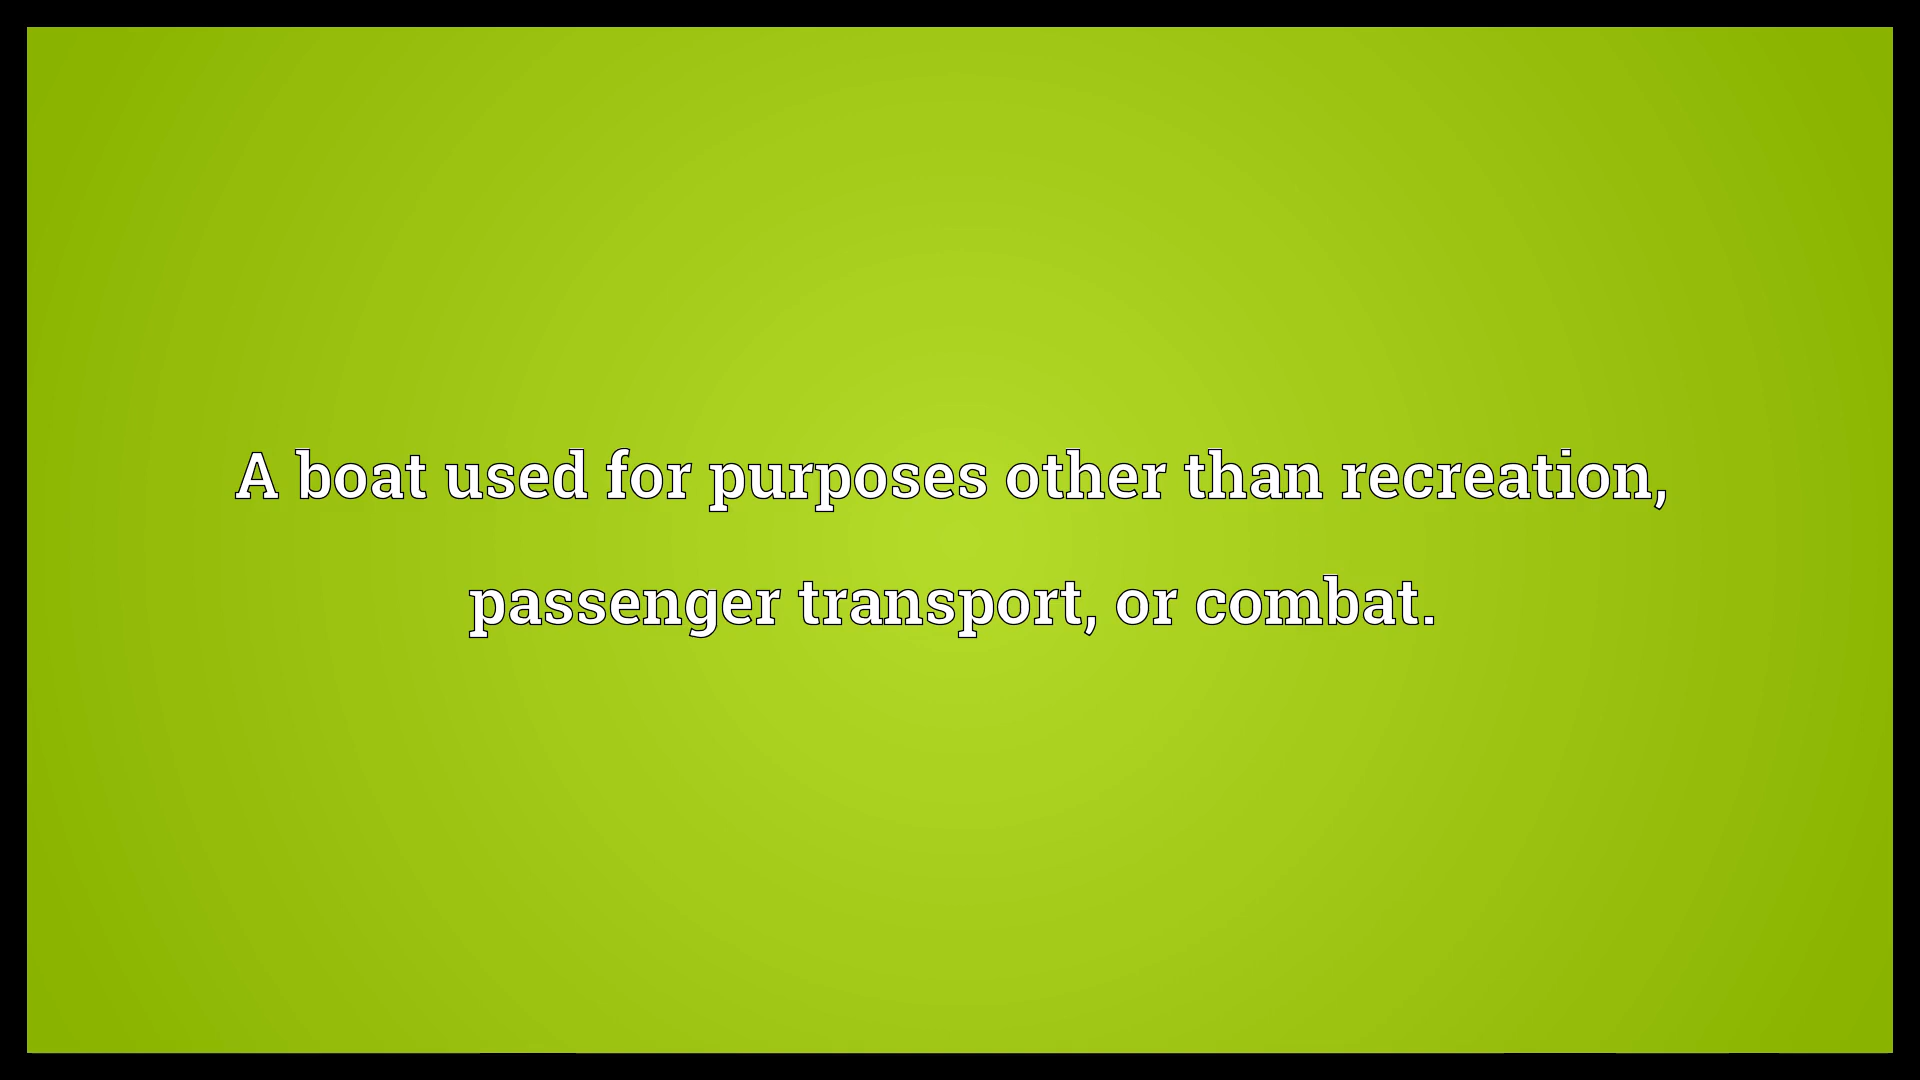 A boat used for purposes other than recreation,
passenger transport, or combat.